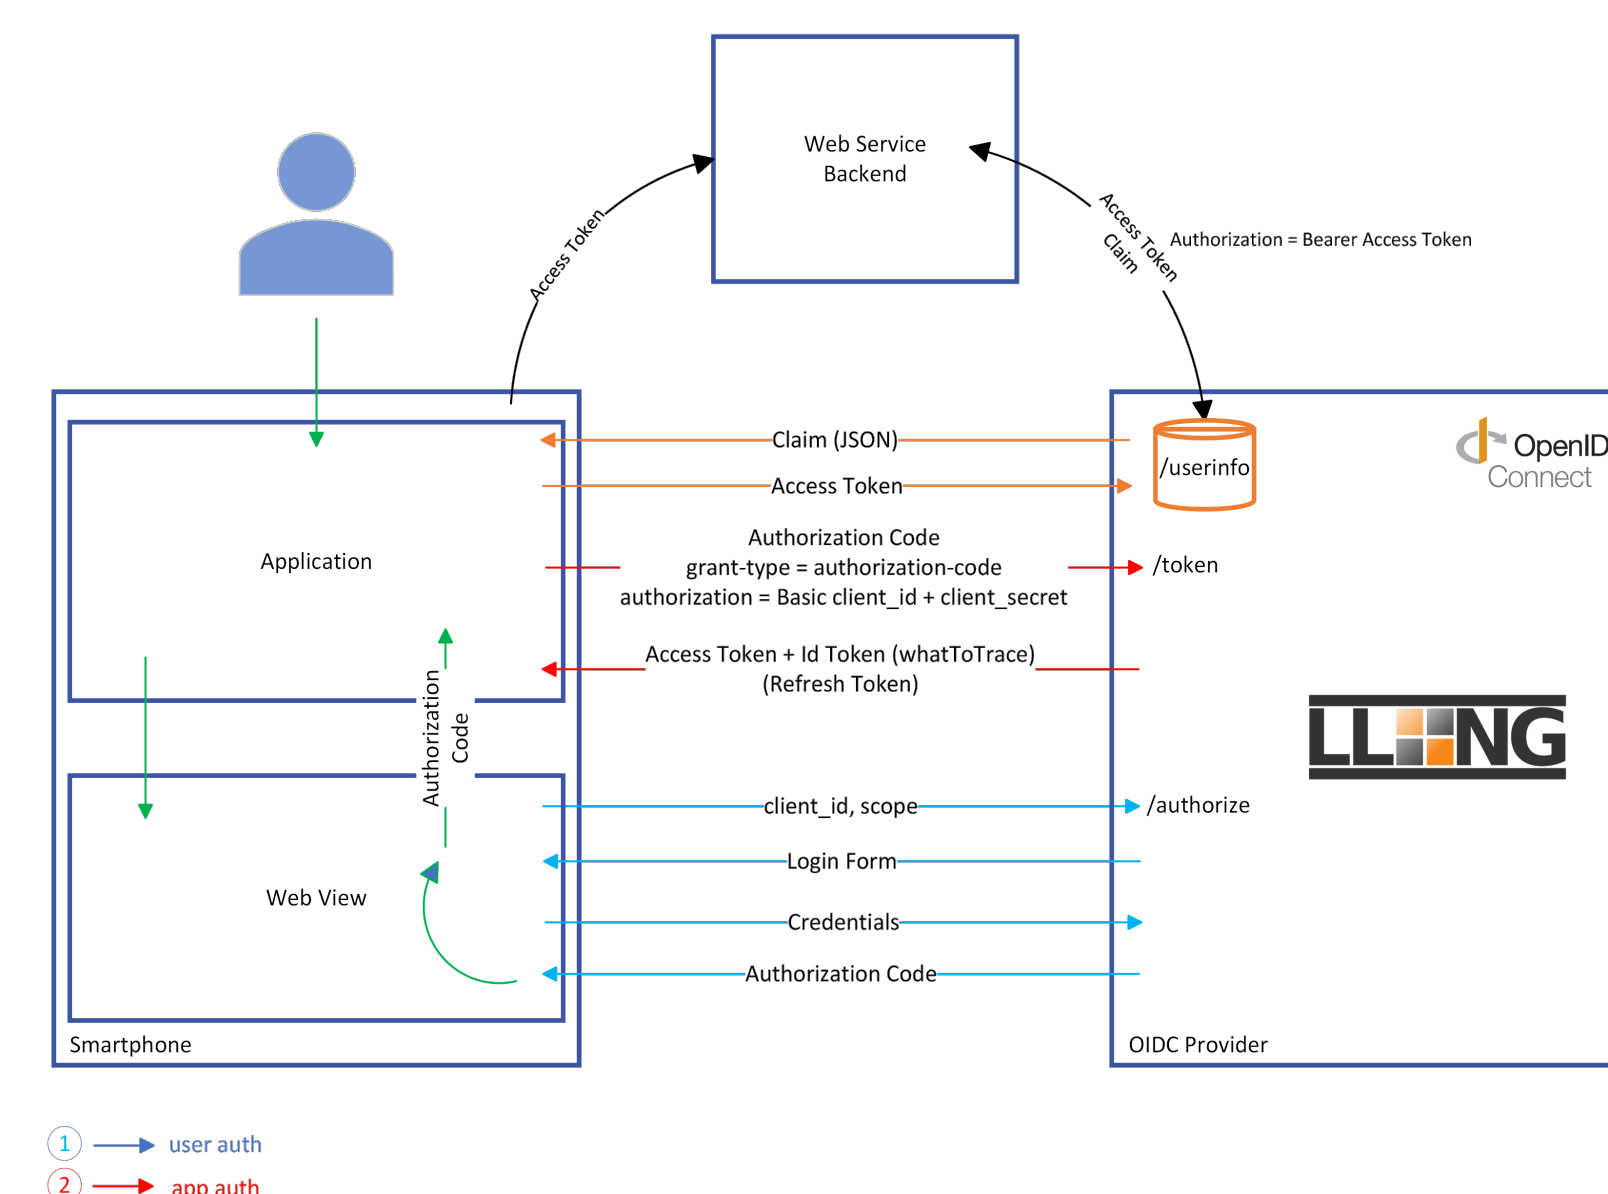 Web Service
Backend
Access Token
Access Token
Claim
Authorization = Bearer Access Token
Claim (JSON)
/userinfo
OpenID
Connect
Access Token
Application
Authorization Code
grant-type = authorization-code
authorization = Basic client_id + client_secret
/token
Access Token + Id Token (whatToTrace)
(Refresh Token)
Authorization
Code
LL NG
client_id, scope
/authorize
Login Form
Web View
Credentials
Authorization Code
Smartphone
OIDC Provider
1 user auth
2 app auth